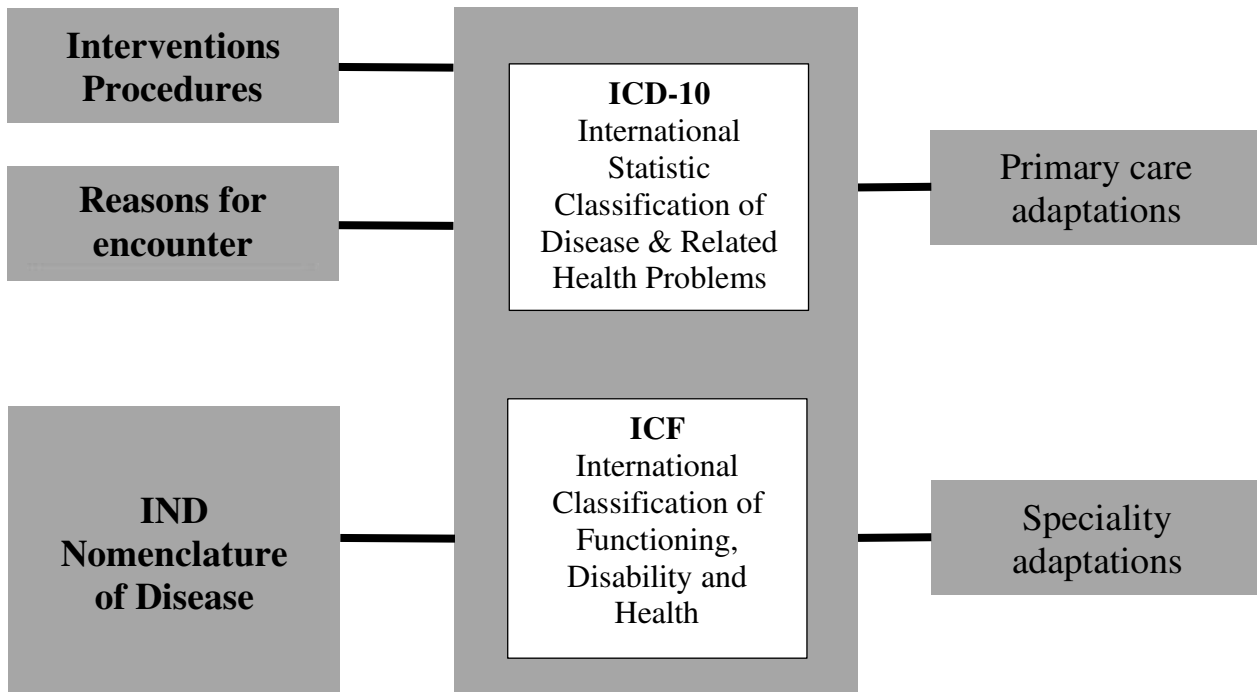 Interventions
Procedures
Reasons for
encounter
IND
Nomenclature
of Disease
ICD-10
International
Statistic
Classification of
Disease & Related
Health Problems
ICF
International
Classification of
Functioning,
Disability and
Health
Primary care
adaptations
Speciality
adaptations